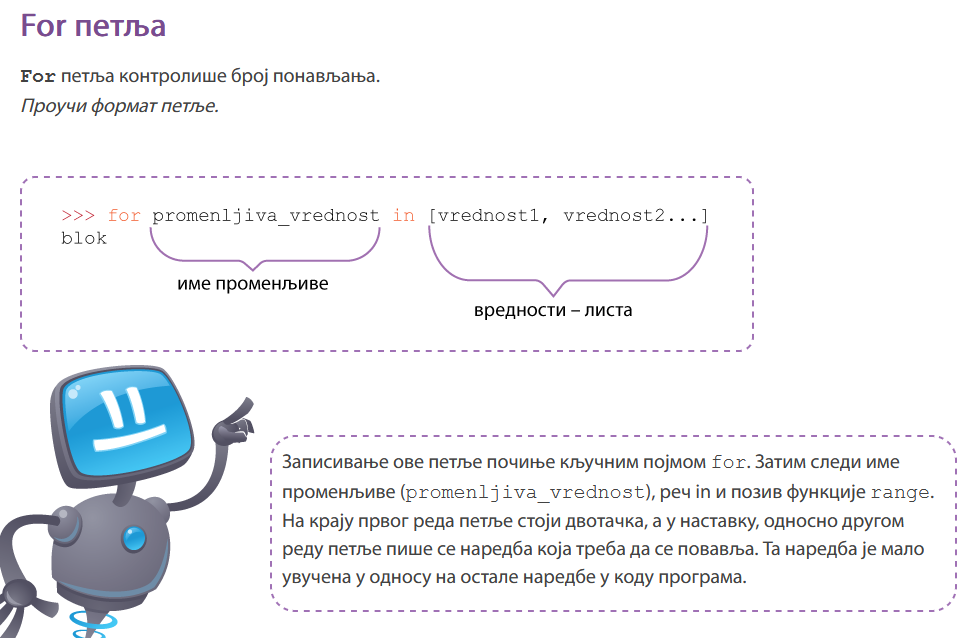 For петља
For петља контролише број понављања.
Проучи формат петље.
>>> for promenljiva_vrednost in [vrednost1, vrednost2...]
blok
име променљиве
вредности – листа
Записивање ове петље почиње кључним појмом for. Затим следи име
променљиве (promenljiva_vrednost), реч in и позив функције range.
На крају првог реда петље стоји двотачка, а у наставку, односно другом
реду петље пише се наредба која треба да се повавља. Та наредба је мало
увучена у односу на остале наредбе у коду програма.